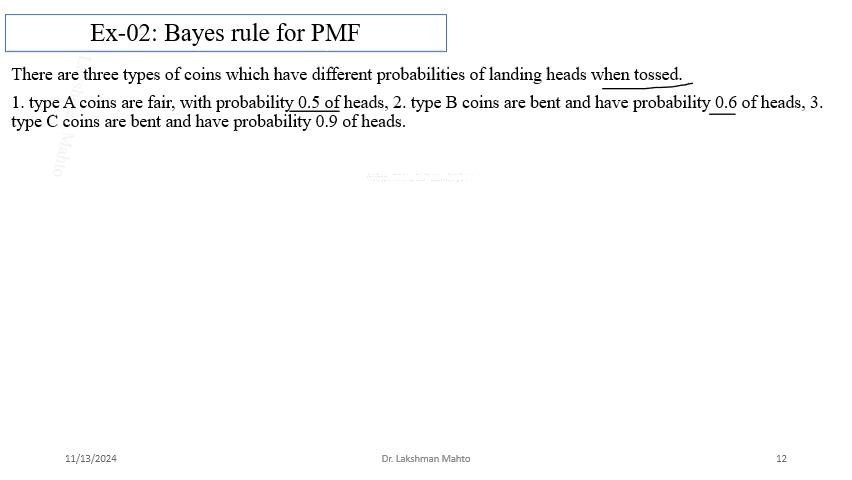 Ex-02: Bayes rule for PMF
There are three types of coins which have different probabilities of landing heads when tossed.
1. type A coins are fair, with probability 0.5 of heads, 2. type B coins are bent and have probability 0.6 of heads, 3.
type C coins are bent and have probability 0.9 of heads.
Mahto
11/13/2024
Dr. Lakshman Mahto
12